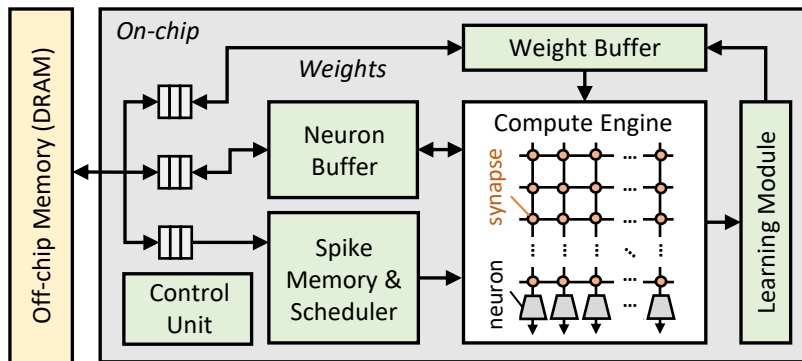 Off-chip Memory (DRAM)
On-chip
Weights
Weight Buffer
Neuron
Buffer
Spike
Memory &
Scheduler
Control
Unit
Compute Engine
synapse
neuron
...
...
...
...
...
Learning Module